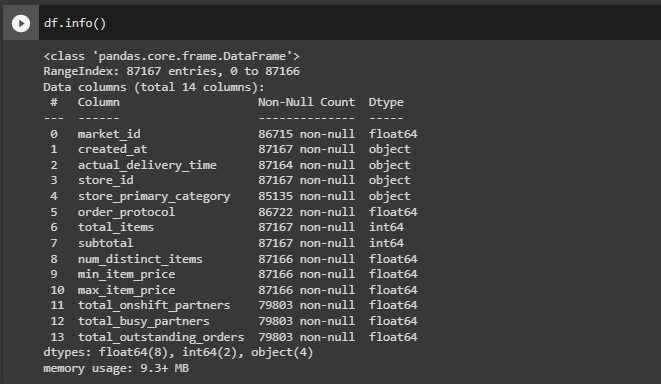 df.info()
<class 'pandas.core.frame.DataFrame'>
RangeIndex: 87167 entries, 0 to 87166
Data columns (total 14 columns):
 #   Column                    Non-Null Count  Dtype
---  ------                    --------------  -----
 0   market_id                 86715 non-null  float64
 1   created_at                87167 non-null  object
 2   actual_delivery_time      87164 non-null  object
 3   store_id                  87167 non-null  object
 4   store_primary_category    85135 non-null  object
 5   order_protocol            86722 non-null  float64
 6   total_items               87167 non-null  int64
 7   subtotal                  87167 non-null  int64
 8   num_distinct_items        87166 non-null  float64
 9   min_item_price            87166 non-null  float64
 10  max_item_price            87166 non-null  float64
 11  total_onshift_partners    79803 non-null  float64
 12  total_busy_partners       79803 non-null  float64
 13  total_outstanding_orders  79803 non-null  float64
dtypes: float64(8), int64(2), object(4)
memory usage: 9.3+ MB